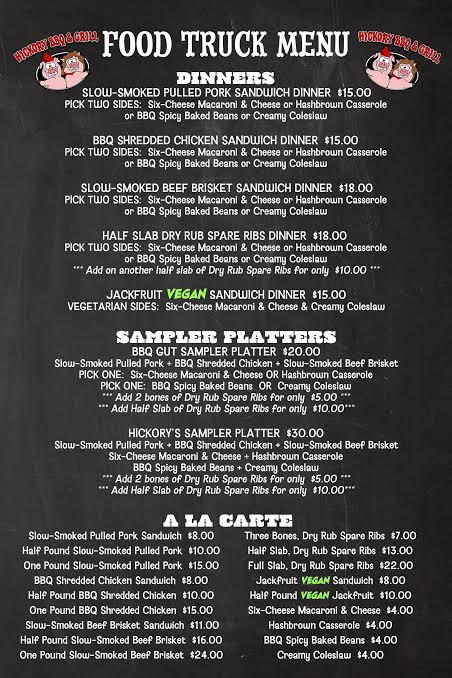 HICKORY BBQ & GRILL
FOOD TRUCK MENU
HICKORY BBQ & GRILL
DINNERS
SLOW-SMOKED PULLED PORK SANDWICH DINNER $15.00
PICK TWO SIDES: Six-Cheese Macaroni & Cheese or Hashbrown Casserole
or BBQ Spicy Baked Beans or Creamy Coleslaw
BBQ SHREDDED CHICKEN SANDWICH DINNER $15.00
PICK TWO SIDES: Six-Cheese Macaroni & Cheese or Hashbrown Casserole
or BBQ Spicy Baked Beans or Creamy Coleslaw
SLOW-SMOKED BEEF BRISKET SANDWICH DINNER $18.00
PICK TWO SIDES: Six-Cheese Macaroni & Cheese or Hashbrown Casserole
or BBQ Spicy Baked Beans or Creamy Coleslaw
HALF SLAB DRY RUB SPARE RIBS DINNER $18.00
PICK TWO SIDES: Six-Cheese Macaroni & Cheese or Hashbrown Casserole
or BBQ Spicy Baked Beans or Creamy Coleslaw
*** Add on another half slab of Dry Rub Spare Ribs for only $10.00 ***
JACKFRUIT VEGAN SANDWICH DINNER $15.00
VEGETARIAN SIDES: Six-Cheese Macaroni & Cheese & Creamy Coleslaw
SAMPLER PLATTERS
BBQ GUT SAMPLER PLATTER $20.00
Slow-Smoked Pulled Pork + BBQ Shredded Chicken + Slow-Smoked Beef Brisket
PICK ONE: Six-Cheese Macaroni & Cheese OR Hashbrown Casserole
PICK ONE: BBQ Spicy Baked Beans OR Creamy Coleslaw
*** Add 2 bones of Dry Rub Spare Ribs for only $5.00 ***
*** Add Half Slab of Dry Rub Spare Ribs for only $10.00***
HICKORY'S SAMPLER PLATTER $30.00
Slow-Smoked Pulled Pork + BBQ Shredded Chicken + Slow-Smoked Beef Brisket
Six-Cheese Macaroni & Cheese + Hashbrown Casserole
BBQ Spicy Baked Beans + Creamy Coleslaw
*** Add 2 bones of Dry Rub Spare Ribs for only $5.00 ***
*** Add Half Slab of Dry Rub Spare Ribs for only $10.00***
A LA CARTE
Slow-Smoked Pulled Pork Sandwich $8.00
Half Pound Slow-Smoked Pulled Pork $10.00
One Pound Slow-Smoked Pulled Pork $15.00
BBQ Shredded Chicken Sandwich $8.00
Half Pound BBQ Shredded Chicken $10.00
One Pound BBQ Shredded Chicken $15.00
Slow-Smoked Beef Brisket Sandwich $11.00
Half Pound Slow-Smoked Beef Brisket $16.00
One Pound Slow-Smoked Beef Brisket $24.00
Three Bones, Dry Rub Spare Ribs $7.00
Half Slab, Dry Rub Spare Ribs $13.00
Full Slab, Dry Rub Spare Ribs $22.00
Jackfruit VEGAN Sandwich $8.00
Half Pound VEGAN Jackfruit $10.00
Six-Cheese Macaroni & Cheese $4.00
Hashbrown Casserole $4.00
BBQ Spicy Baked Beans $4.00
Creamy Coleslaw $4.00